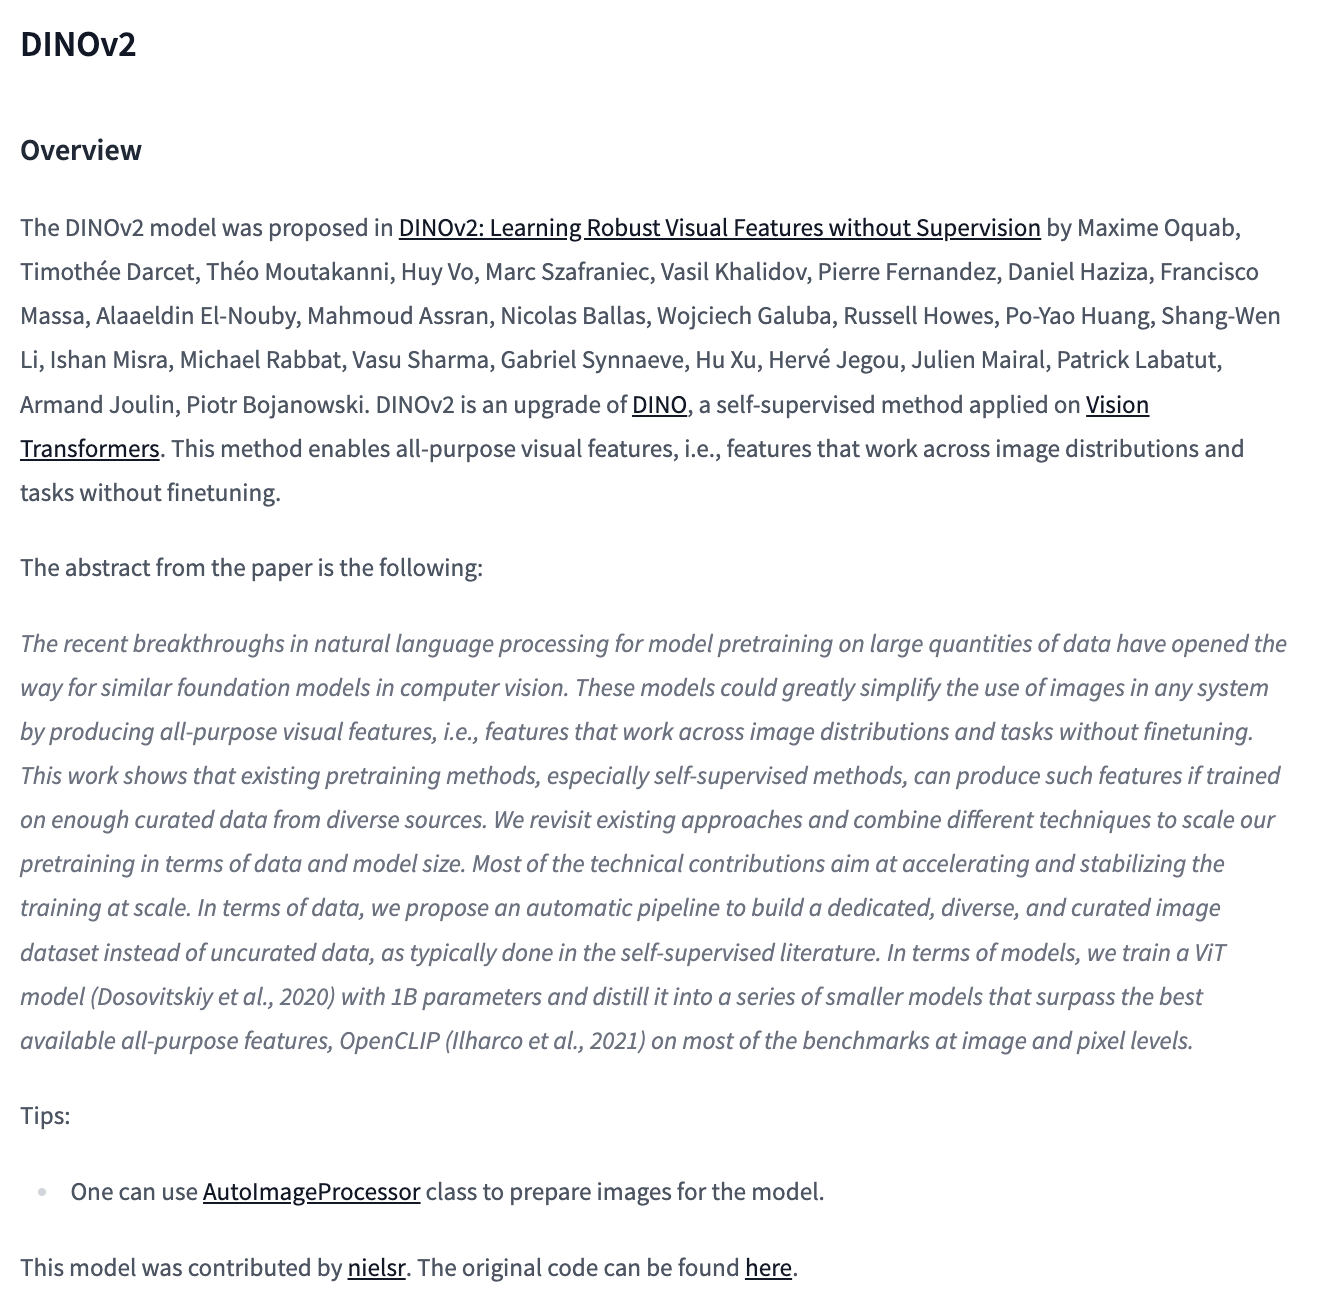 DINOv2
Overview
The DINOv2 model was proposed in DINOv2: Learning Robust Visual Features without Supervision by Maxime Oquab,
Timothée Darcet, Théo Moutakanni, Huy Vo, Marc Szafraniec, Vasil Khalidov, Pierre Fernandez, Daniel Haziza, Francisco
Massa, Alaaeldin El-Nouby, Mahmoud Assran, Nicolas Ballas, Wojciech Galuba, Russell Howes, Po-Yao Huang, Shang-Wen
Li, Ishan Misra, Michael Rabbat, Vasu Sharma, Gabriel Synnaeve, Hu Xu, Hervé Jegou, Julien Mairal, Patrick Labatut,
Armand Joulin, Piotr Bojanowski. DINOv2 is an upgrade of DINO, a self-supervised method applied on Vision
Transformers. This method enables all-purpose visual features, i.e., features that work across image distributions and
tasks without finetuning.
The abstract from the paper is the following:
The recent breakthroughs in natural language processing for model pretraining on large quantities of data have opened the
way for similar foundation models in computer vision. These models could greatly simplify the use of images in any system
by producing all-purpose visual features, i.e., features that work across image distributions and tasks without finetuning.
This work shows that existing pretraining methods, especially self-supervised methods, can produce such features if trained
on enough curated data from diverse sources. We revisit existing approaches and combine different techniques to scale our
pretraining in terms of data and model size. Most of the technical contributions aim at accelerating and stabilizing the
training at scale. In terms of data, we propose an automatic pipeline to build a dedicated, diverse, and curated image
dataset instead of uncurated data, as typically done in the self-supervised literature. In terms of models, we train a ViT
model (Dosovitskiy et al., 2020) with 1B parameters and distill it into a series of smaller models that surpass the best
available all-purpose features, OpenCLIP (Ilharco et al., 2021) on most of the benchmarks at image and pixel levels.
Tips:
• One can use AutoImageProcessor class to prepare images for the model.
This model was contributed by nielsr. The original code can be found here.